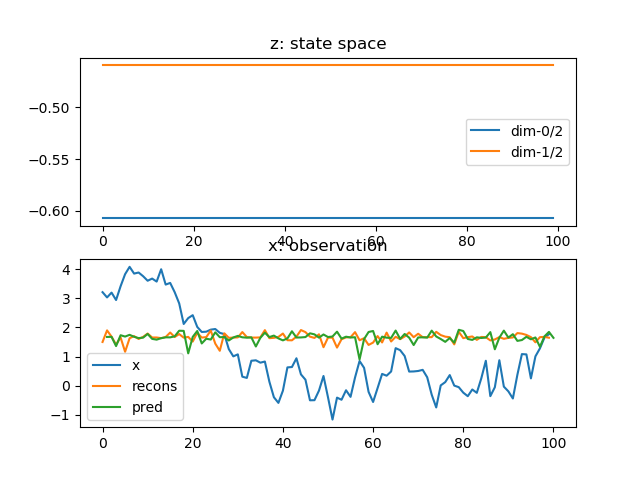 z: state space
−0.50
−0.55
−0.60
dim-0/2
dim-1/2
0 20 40 60 80 100
x: observation
4
3
2
1
0
−1
x
recons
pred
0 20 40 60 80 100